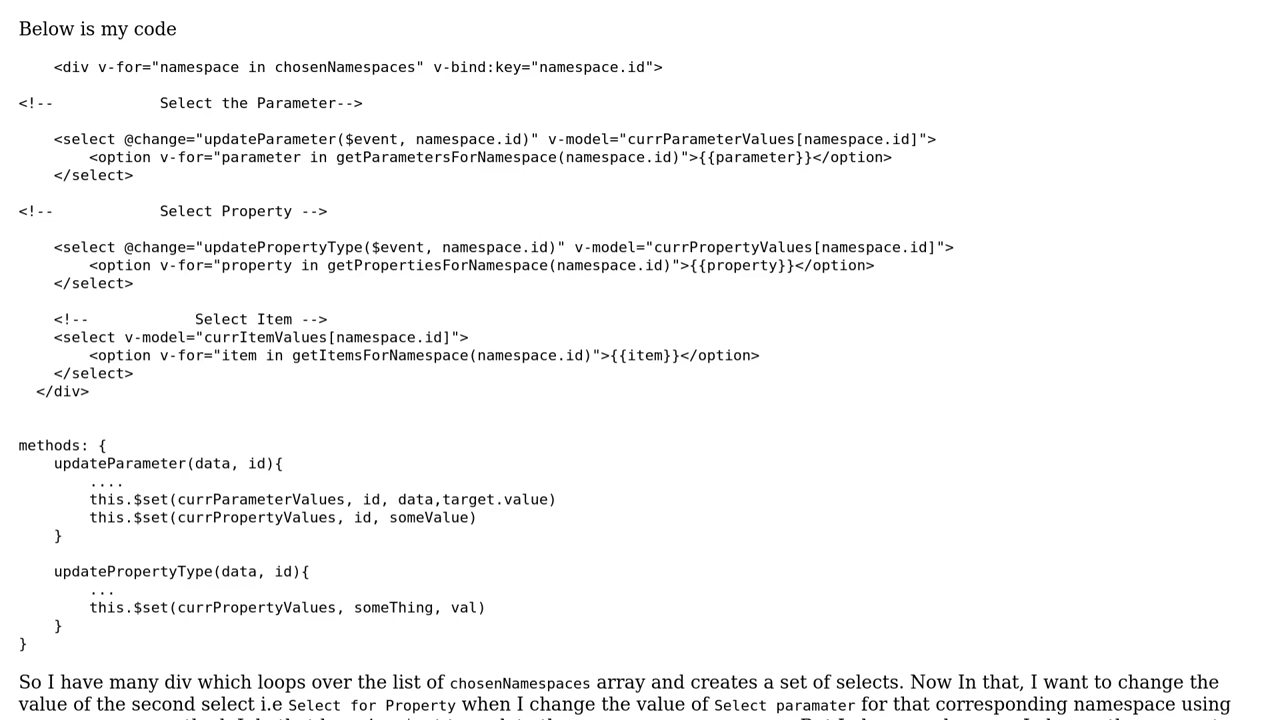 Below is my code
<div v-for="namespace in chosenNamespaces" v-bind:key="namespace.id">
<!--            Select the Parameter-->
<select @change="updateParameter($event, namespace.id)" v-model="currParameterValues[namespace.id]">
<option v-for="parameter in getParametersForNamespace(namespace.id)">{{parameter}}</option>
</select>
<!--            Select Property -->
<select @change="updatePropertyType($event, namespace.id)" v-model="currPropertyValues[namespace.id]">
<option v-for="property in getPropertiesForNamespace(namespace.id)">{{property}}</option>
</select>
<!--            Select Item -->
<select v-model="currItemValues[namespace.id]">
<option v-for="item in getItemsForNamespace(namespace.id)">{{item}}</option>
</select>
</div>
methods: {
updateParameter(data, id){
....
this.$set(currParameterValues, id, data,target.value)
this.$set(currPropertyValues, id, someValue)
}
updatePropertyType(data, id){
...
this.$set(currPropertyValues, someThing, val)
}
}
So I have many div which loops over the list of chosenNamespaces array and creates a set of selects. Now In that, I want to change the
value of the second select i.e Select for Property when I change the value of Select paramater for that corresponding namespace using